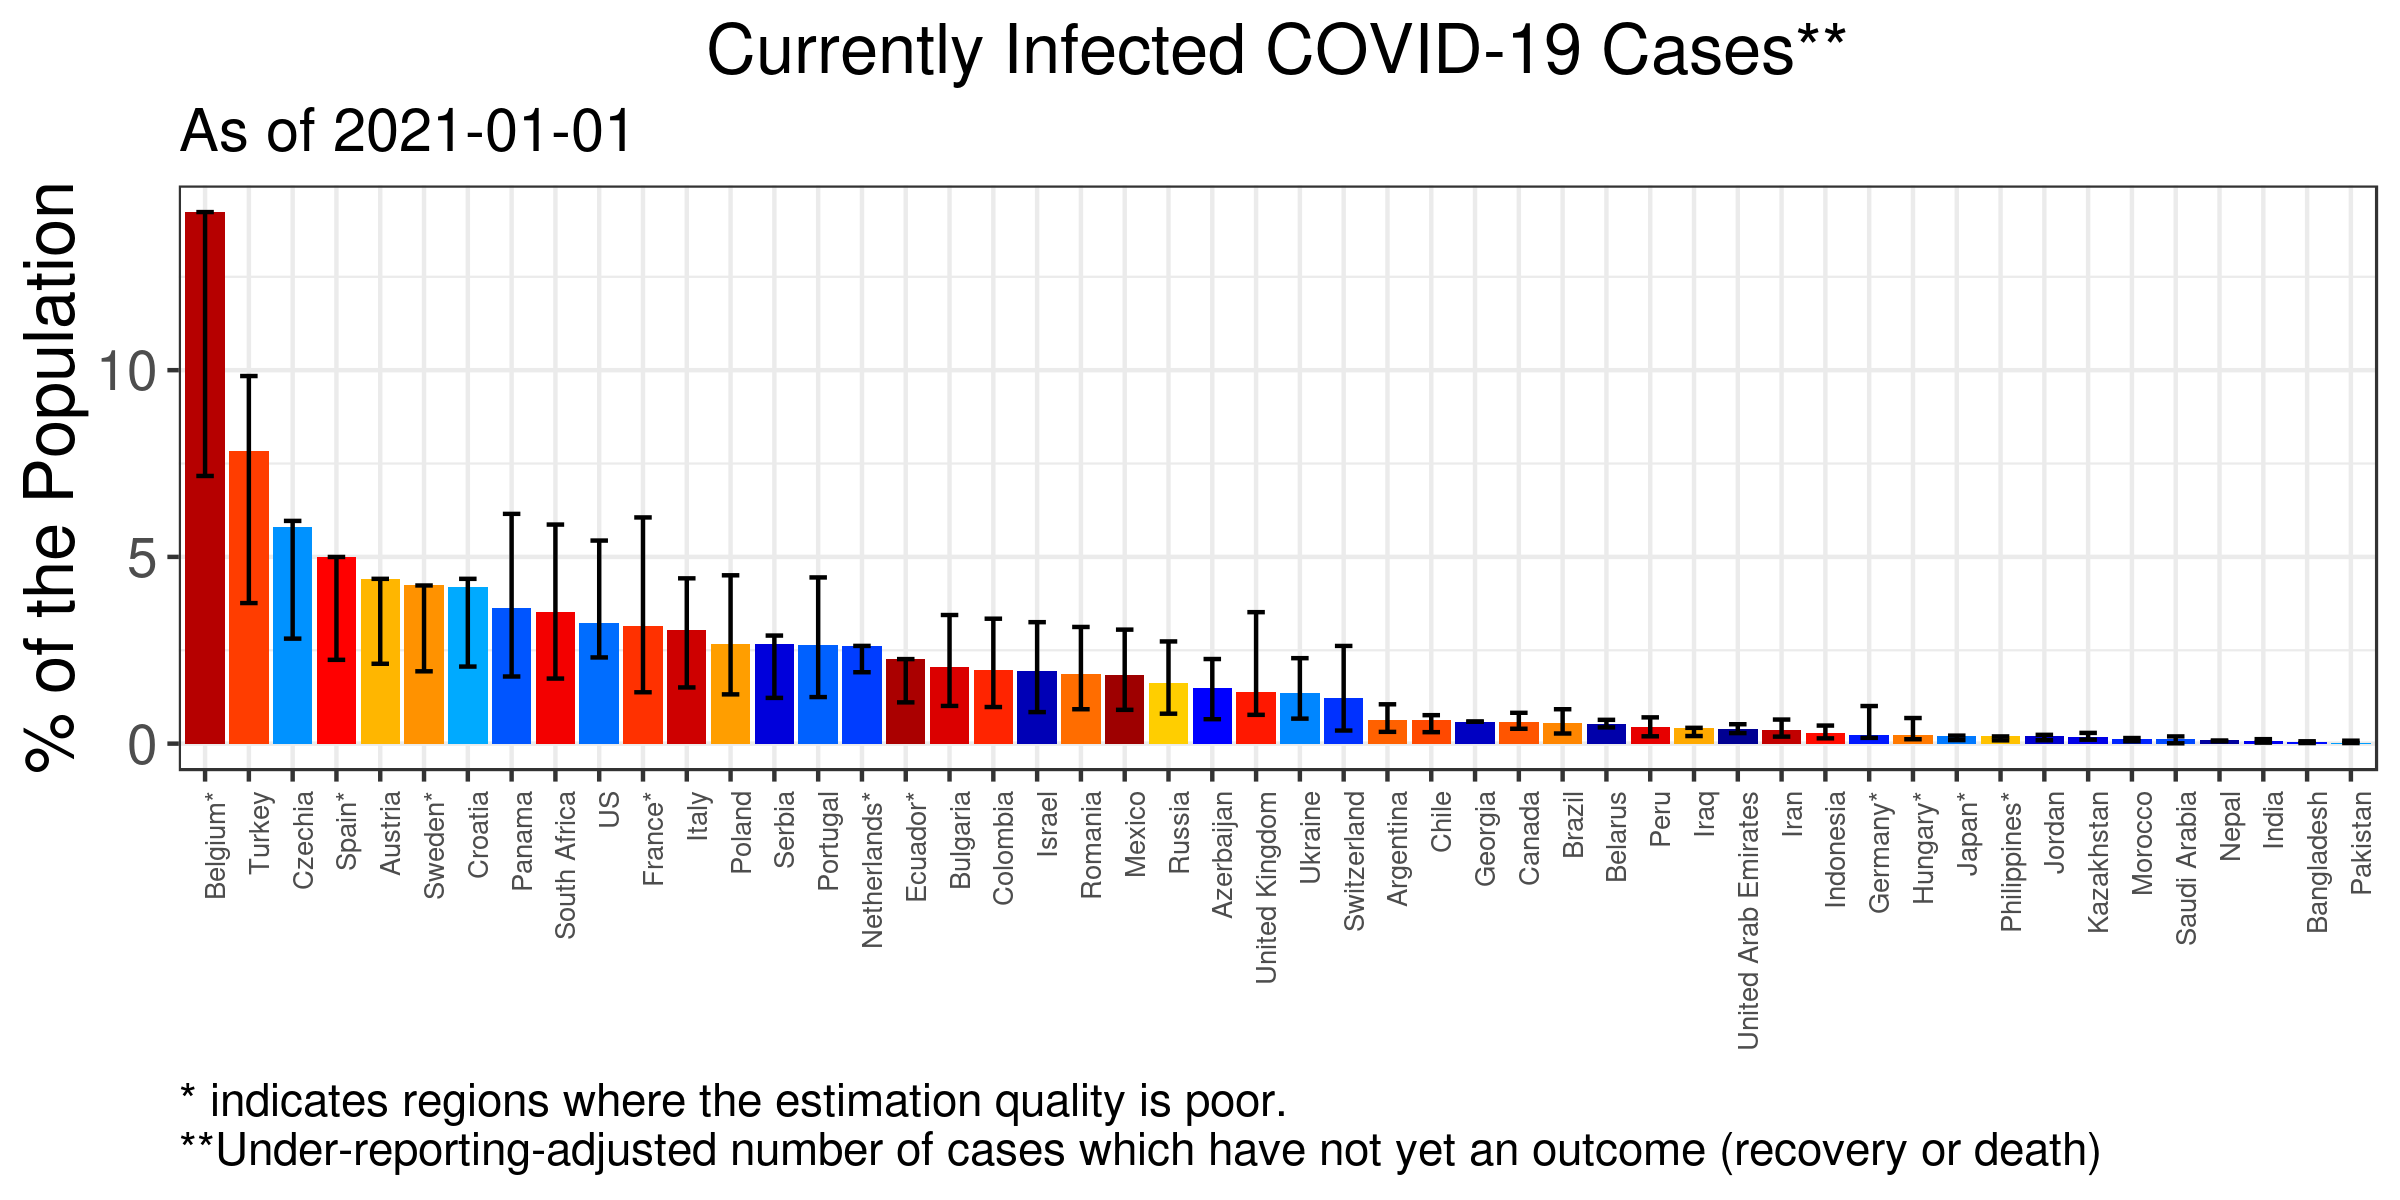 Currently Infected COVID-19 Cases**
As of 2021-01-01
% of the Population
10
5
0
Belgium*
Turkey
Czechia
Spain*
Austria
Sweden*
Croatia
Panama
South Africa
US
France*
Italy
Poland
Serbia
Portugal
Netherlands*
Ecuador*
Bulgaria
Colombia
Israel
Romania
Mexico
Russia
Azerbaijan
United Kingdom
Ukraine
Switzerland
Argentina
Chile
Georgia
Canada
Brazil
Belarus
Peru
Iraq
United Arab Emirates
Iran
Indonesia
Germany*
Hungary*
Japan*
Philippines*
Jordan
Kazakhstan
Morocco
Saudi Arabia
Nepal
India
Bangladesh
Pakistan
* indicates regions where the estimation quality is poor.
**Under-reporting-adjusted number of cases which have not yet an outcome (recovery or death)